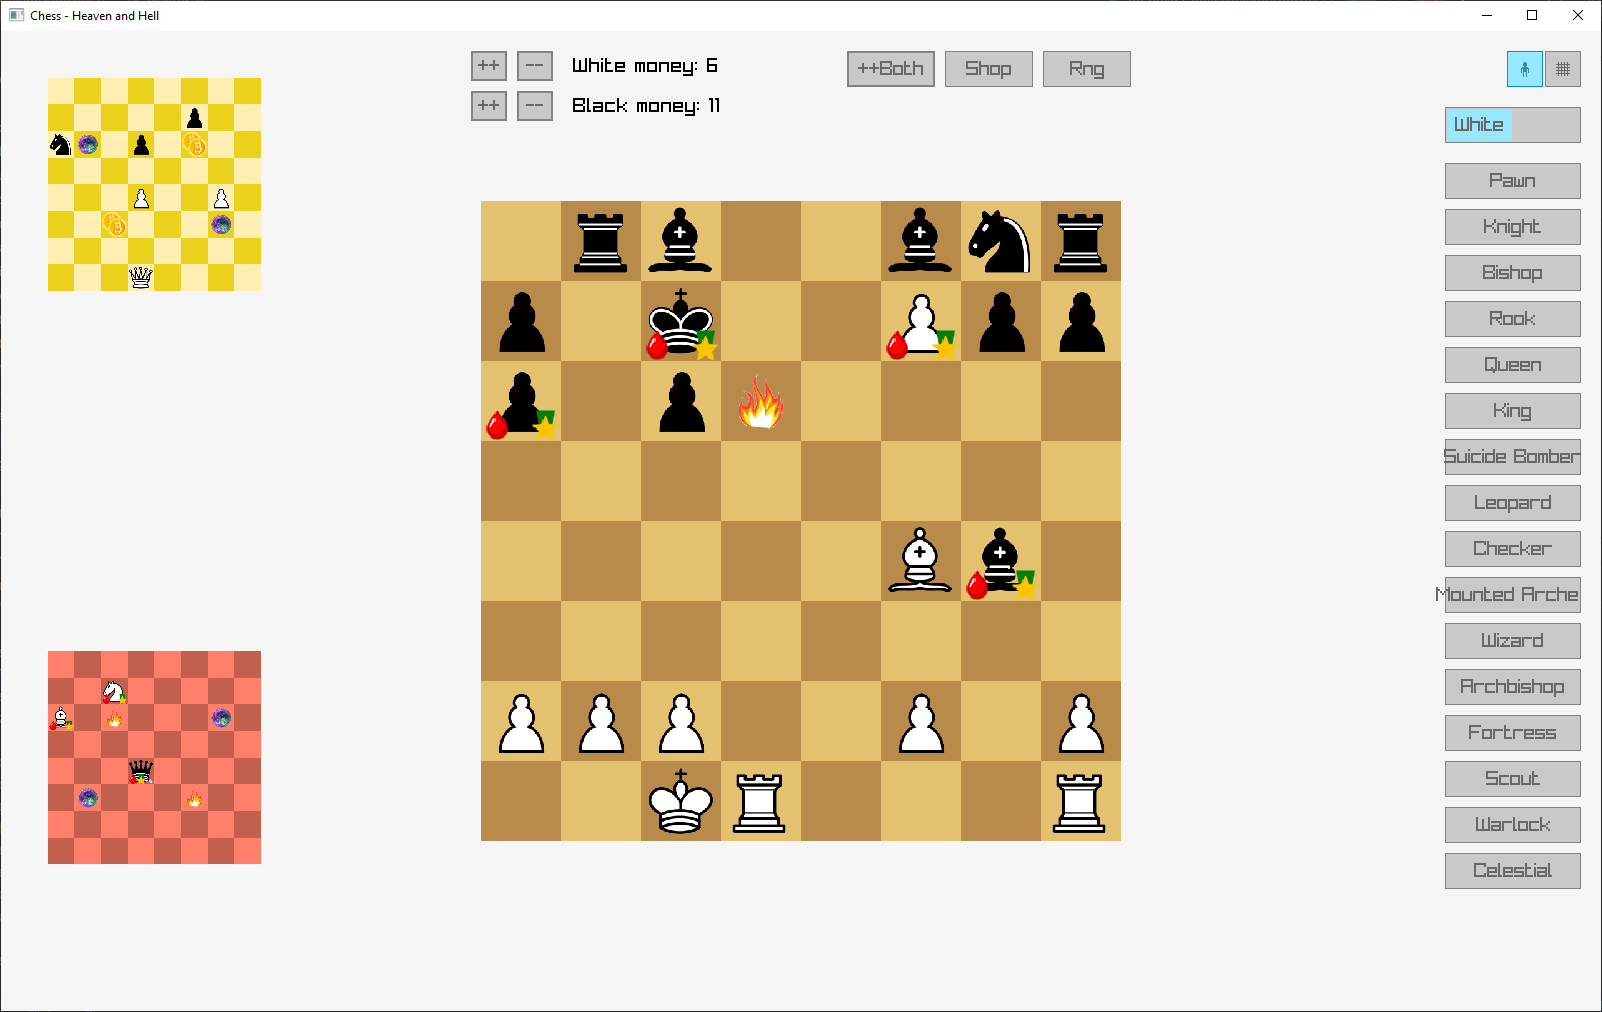 Chess - Heaven and Hell
++ -- White money: 6 ++Both Shop Rng
++ -- Black money: 11
White
Pawn
Knight
Bishop
Rook
Queen
King
Suicide Bomber
Leopard
Checker
Mounted Arche
Wizard
Archbishop
Fortress
Scout
Warlock
Celestial